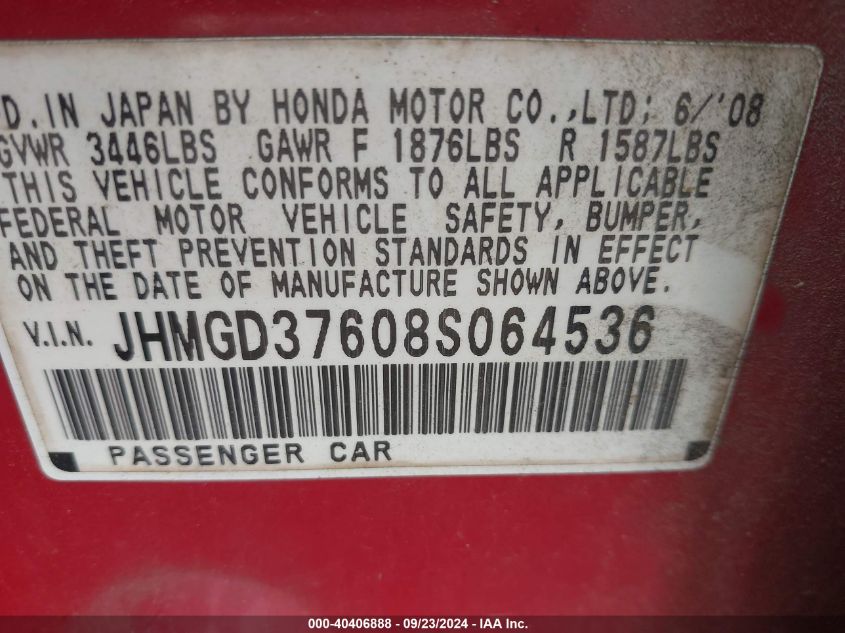 D. IN JAPAN BY HONDA MOTOR CO.,LTD; 6/'08
GVWR 3446LBS GAWR F 1876LBS R 1587LBS
THIS VEHICLE CONFORMS TO ALL APPLICABLE
FEDERAL MOTOR VEHICLE SAFETY, BUMPER,
AND THEFT PREVENTION STANDARDS IN EFFECT
ON THE DATE OF MANUFACTURE SHOWN ABOVE.
V.I.N. JHMGD37608S064536
PASSENGER CAR
000-40406888 - 09/23/2024 - IAA Inc.